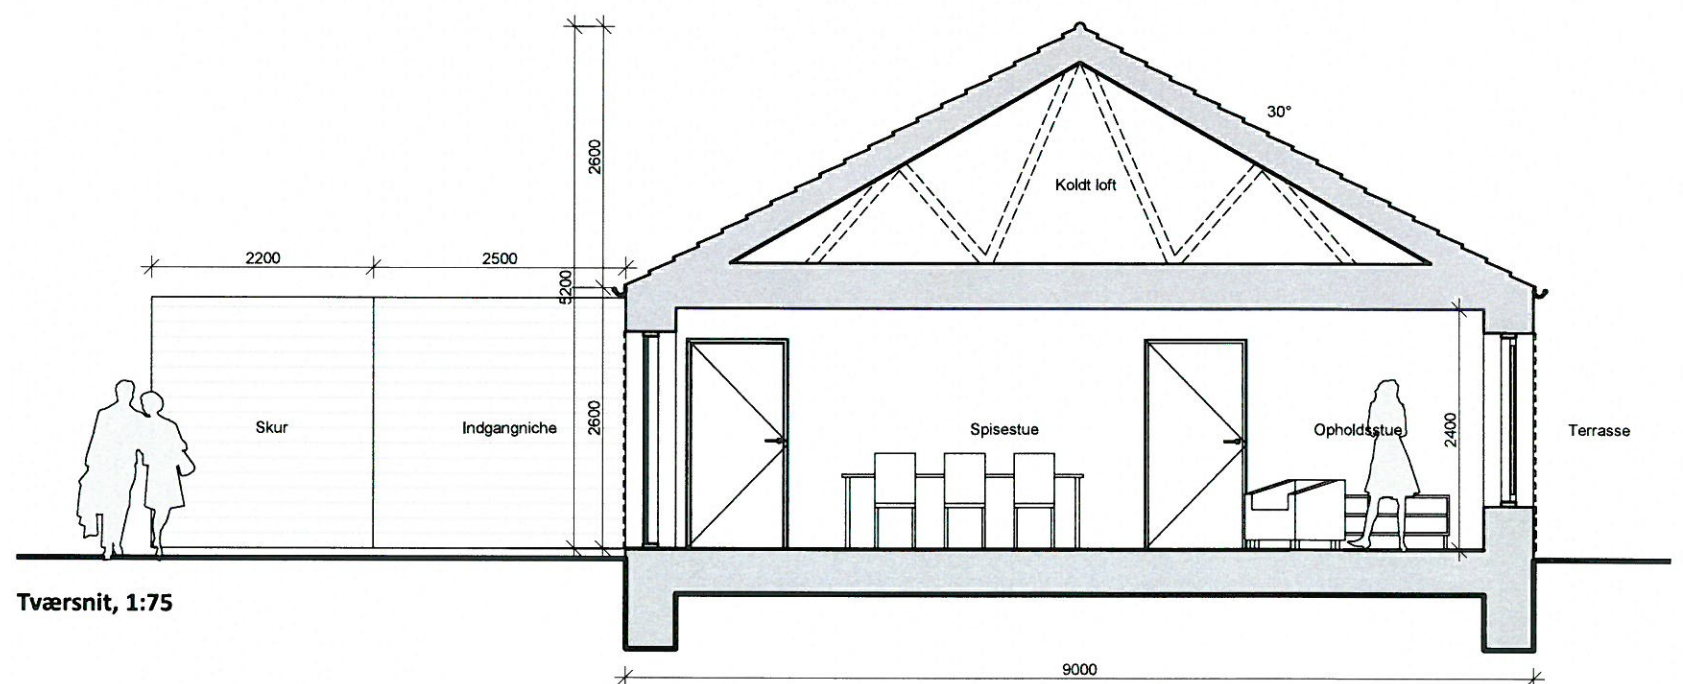 30°
2600
Koldt loft
2200
2500
5200
Skur
Indgangniche
2600
Spisestue
Opholdsstue
2400
Terrasse
Tværsnit, 1:75
9000